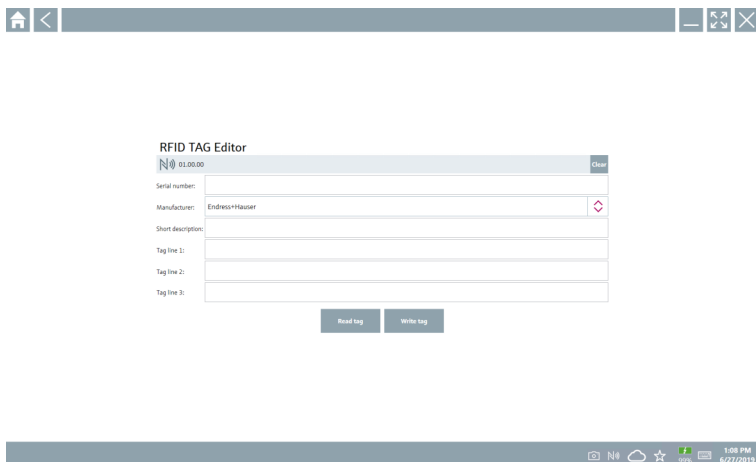 RFID TAG Editor
01.00.00
Clear
Serial number:
Manufacturer: Endress+Hauser
Short description:
Tag line 1:
Tag line 2:
Tag line 3:
Read tag Write tag
99% 1:08 PM
6/27/2019